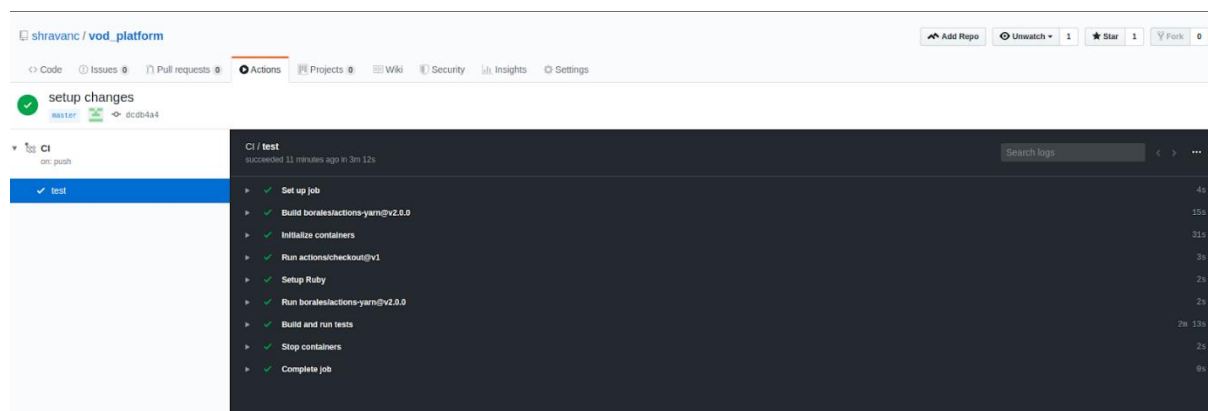 shravanc / vod_platform
Add Repo Unwatch 1 Star 1 Fork 0
Code Issues 0 Pull requests 0 Actions Projects 0 Wiki Security Insights Settings
setup changes
master dcdb4a4
CI
on: push
test
CI / test
succeeded 11 minutes ago in 3m 12s
Search logs
Set up job 4s
Build borales/actions-yarn@v2.0.0 15s
Initialize containers 31s
Run actions/checkout@v1 3s
Setup Ruby 2s
Run borales/actions-yarn@v2.0.0 2s
Build and run tests 2m 13s
Stop containers 2s
Complete job 0s